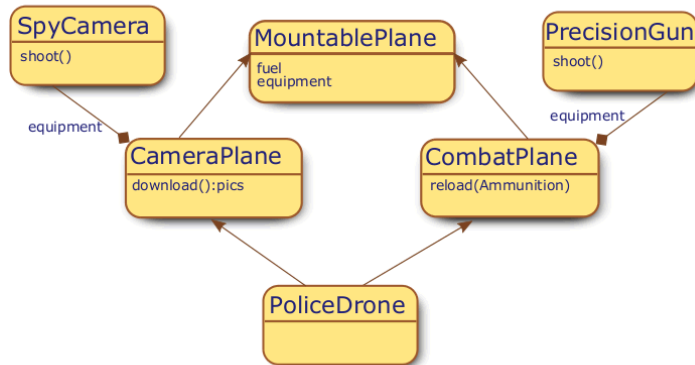 SpyCamera
shoot()
MountablePlane
fuel
equipment
PrecisionGun
shoot()
equipment
equipment
CameraPlane
download():pics
CombatPlane
reload(Ammunition)
PoliceDrone